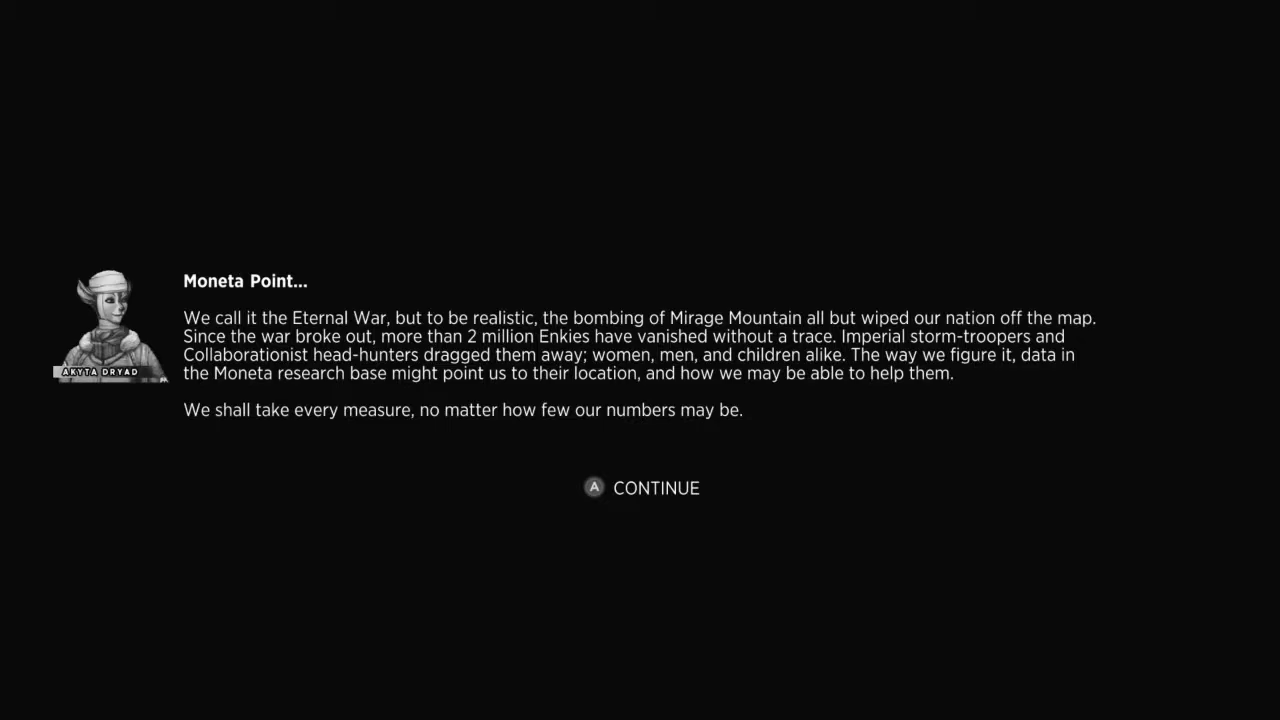 Moneta Point...
We call it the Eternal War, but to be realistic, the bombing of Mirage Mountain all but wiped our nation off the map.
Since the war broke out, more than 2 million Enkies have vanished without a trace. Imperial storm-troopers and
Collaborationist head-hunters dragged them away; women, men, and children alike. The way we figure it, data in
the Moneta research base might point us to their location, and how we may be able to help them.
AKYTA DRYAD
We shall take every measure, no matter how few our numbers may be.
A CONTINUE